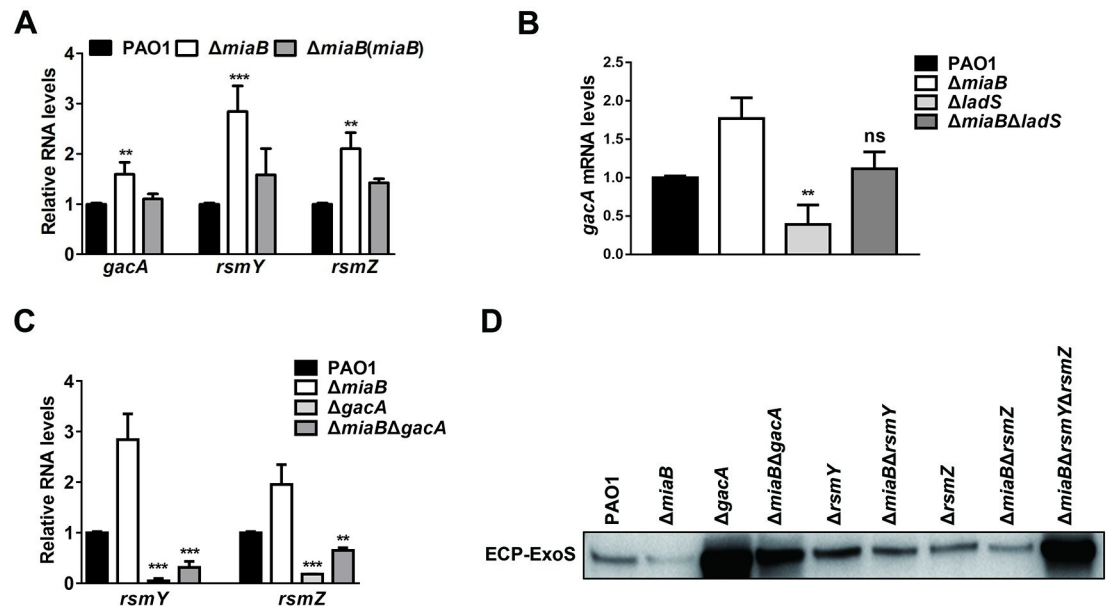 A
PAO1 ΔmiaB ΔmiaB(miaB)
Relative RNA levels
4
3
2
1
0
**
***
**
gacA rsmY rsmZ
B
PAO1
ΔmiaB
ΔladS
ΔmiaBΔladS
gacA mRNA levels
2.5
2.0
1.5
1.0
0.5
0.0
**
ns
C
PAO1
ΔmiaB
ΔgacA
ΔmiaBΔgacA
Relative RNA levels
4
3
2
1
0
***
***
***
**
rsmY rsmZ
D
PAO1
ΔmiaB
ΔgacA
ΔmiaBΔgacA
ΔrsmY
ΔmiaBΔrsmY
ΔrsmZ
ΔmiaBΔrsmZ
ΔmiaBΔrsmYΔrsmZ
ECP-ExoS